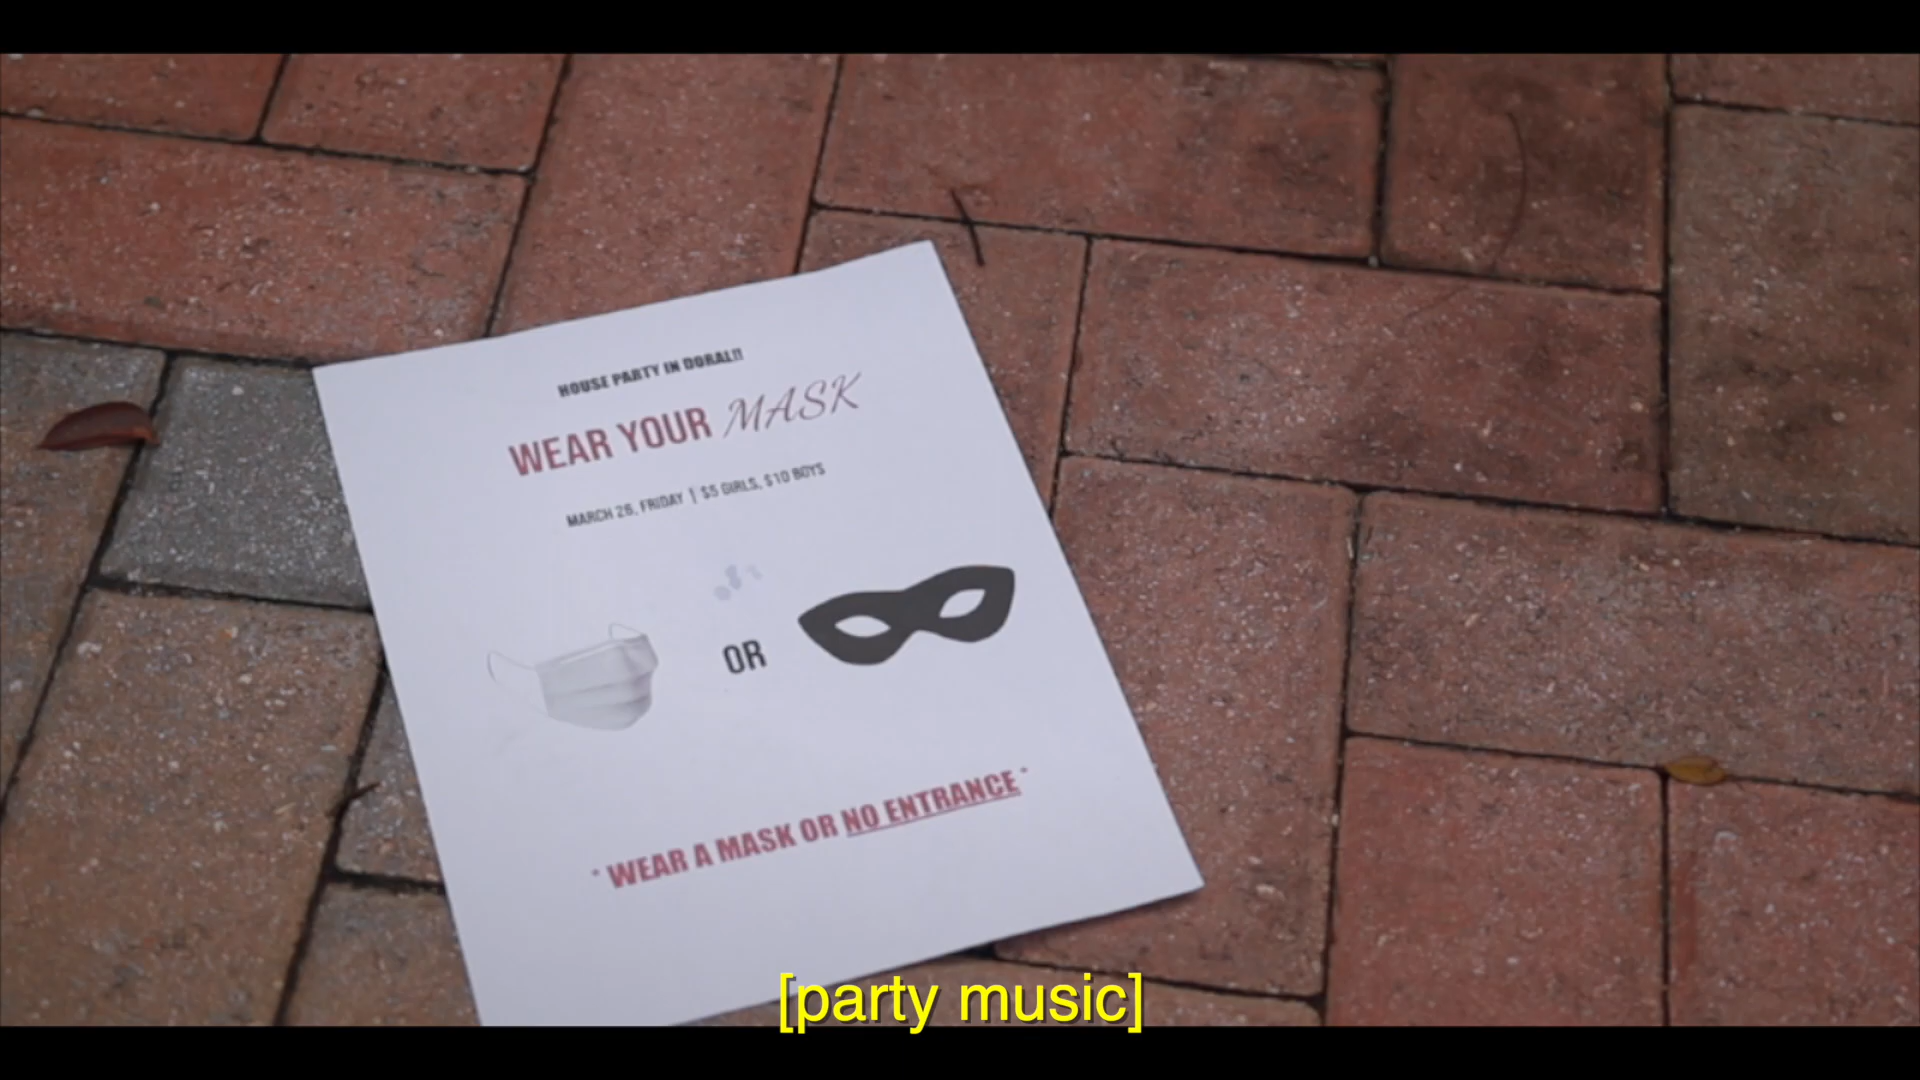 HOUSE PARTY IN DORAL!!
WEAR YOUR MASK
MARCH 26, FRIDAY | $5 GIRLS, $10 BOYS
OR
* WEAR A MASK OR NO ENTRANCE *
[party music]